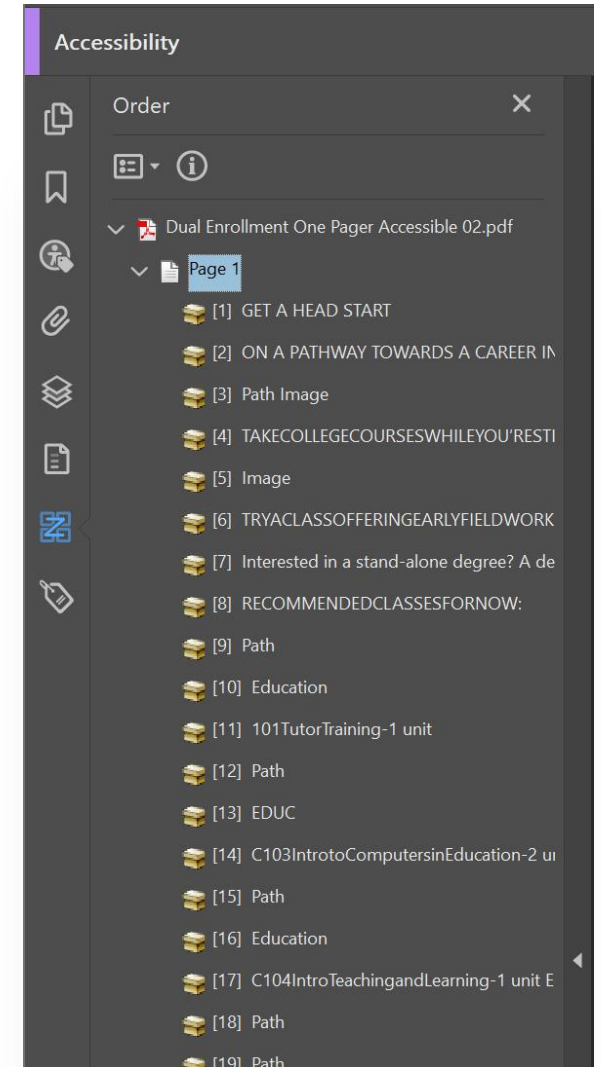 Accessibility
Order
Dual Enrollment One Pager Accessible 02.pdf
Page 1
[1] GET A HEAD START
[2] ON A PATHWAY TOWARDS A CAREER IN
[3] Path Image
[4] TAKECOLLEGECOURSESWHILEYOU'RESTI
[5] Image
[6] TRYACLASSOFFERINGEARLYFIELDWORK
[7] Interested in a stand-alone degree? A de
[8] RECOMMENDEDCLASSESFORNOW:
[9] Path
[10] Education
[11] 101TutorTraining-1 unit
[12] Path
[13] EDUC
[14] C103IntrotoComputersinEducation-2 u
[15] Path
[16] Education
[17] C104IntroTeachingandLearning-1 unit E
[18] Path
[19] Path